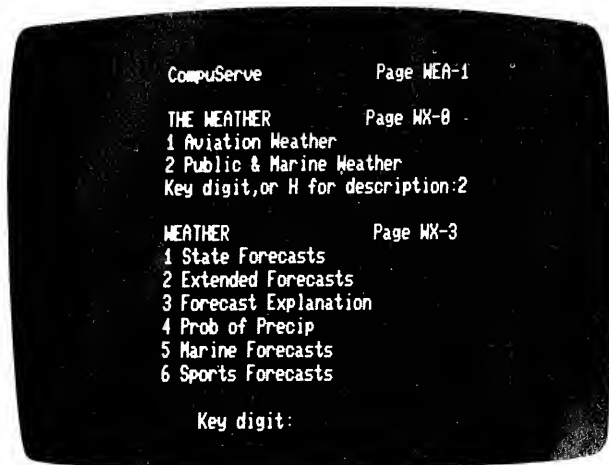 CompuServe Page WEA-1
THE WEATHER Page WX-0
1 Aviation Weather
2 Public & Marine Weather
Key digit,or H for description:2
WEATHER Page WX-3
1 State Forecasts
2 Extended Forecasts
3 Forecast Explanation
4 Prob of Precip
5 Marine Forecasts
6 Sports Forecasts
Key digit: